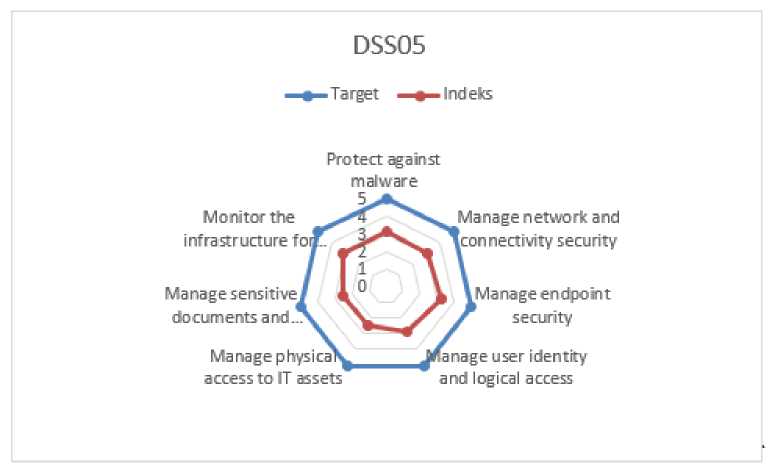 DSS05
Target
Indeks
Protect against
malware
5
4
3
2
1
0
Manage network and
connectivity security
Manage endpoint
security
Manage user identity
and logical access
Manage physical
access to IT assets
Manage sensitive
documents and...
Monitor the
infrastructure for...